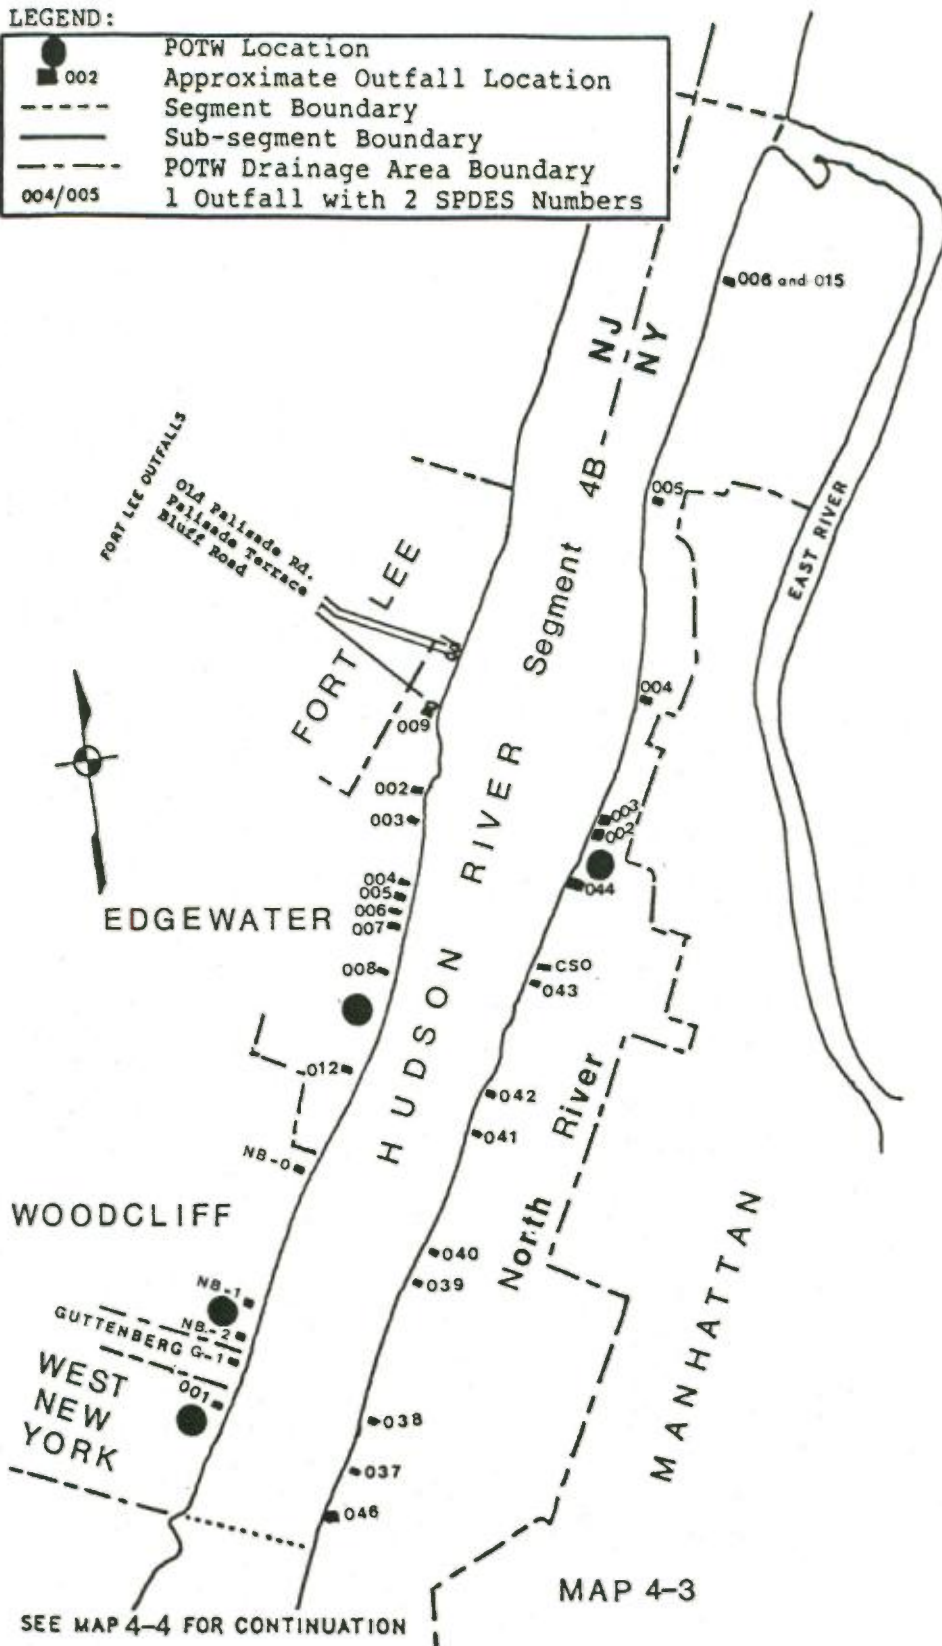 LEGEND:
POTW Location
002 Approximate Outfall Location
Segment Boundary
Sub-segment Boundary
POTW Drainage Area Boundary
004/005 1 Outfall with 2 SPDES Numbers
006 and 015
NJ
NY
Segment 4B
005
EAST RIVER
FORT LEE OUTFALLS
Old Palisade Rd.
Palisade Terrace
Bluff Road
FORT LEE
009
004
002
003
003
002
044
004
005
006
007
EDGEWATER
008
CSO
043
HUDSON RIVER
012
042
041
North River
NB-0
WOODCLIFF
040
039
MANHATTAN
NB-1
NB-2
GUTTENBERG G-1
WEST
NEW
YORK
001
038
037
046
MAP 4-3
SEE MAP 4-4 FOR CONTINUATION